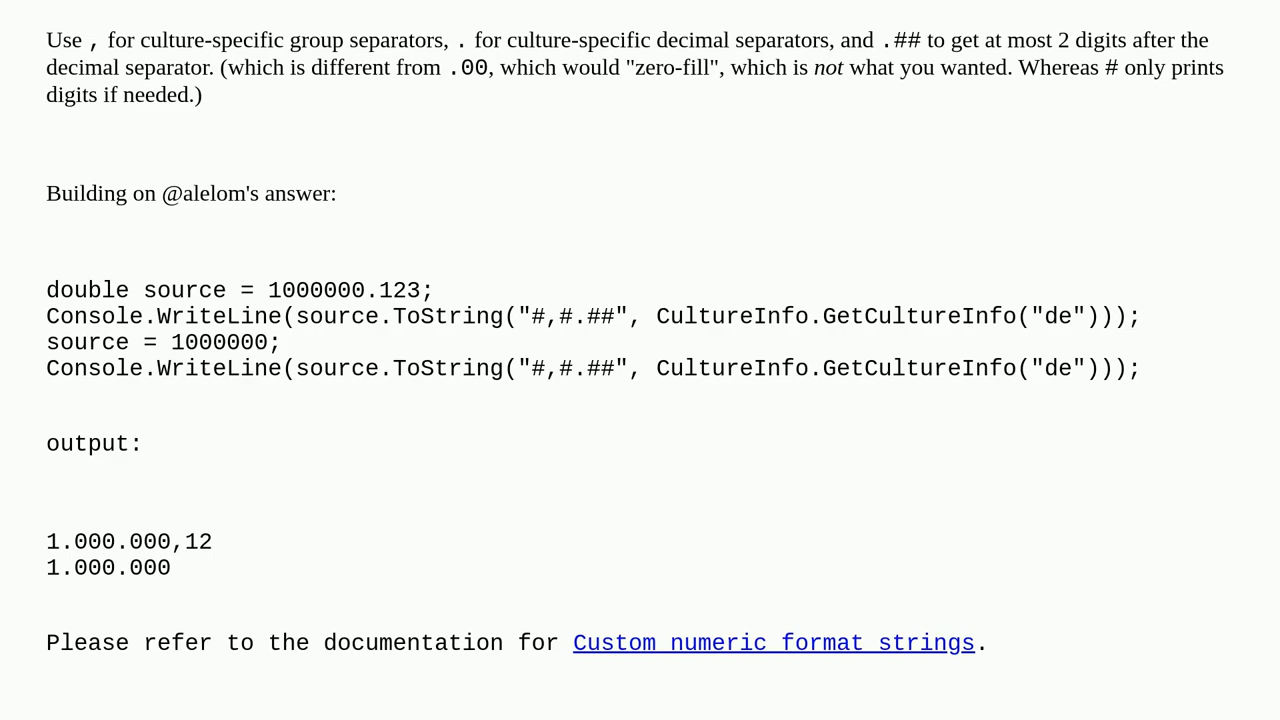 Use , for culture-specific group separators, . for culture-specific decimal separators, and .## to get at most 2 digits after the
decimal separator. (which is different from .00, which would "zero-fill", which is not what you wanted. Whereas # only prints
digits if needed.)
Building on @alelom's answer:
double source = 1000000.123;
Console.WriteLine(source.ToString("#,#.##", CultureInfo.GetCultureInfo("de")));
source = 1000000;
Console.WriteLine(source.ToString("#,#.##", CultureInfo.GetCultureInfo("de")));
output:
1.000.000,12
1.000.000
Please refer to the documentation for Custom numeric format strings.